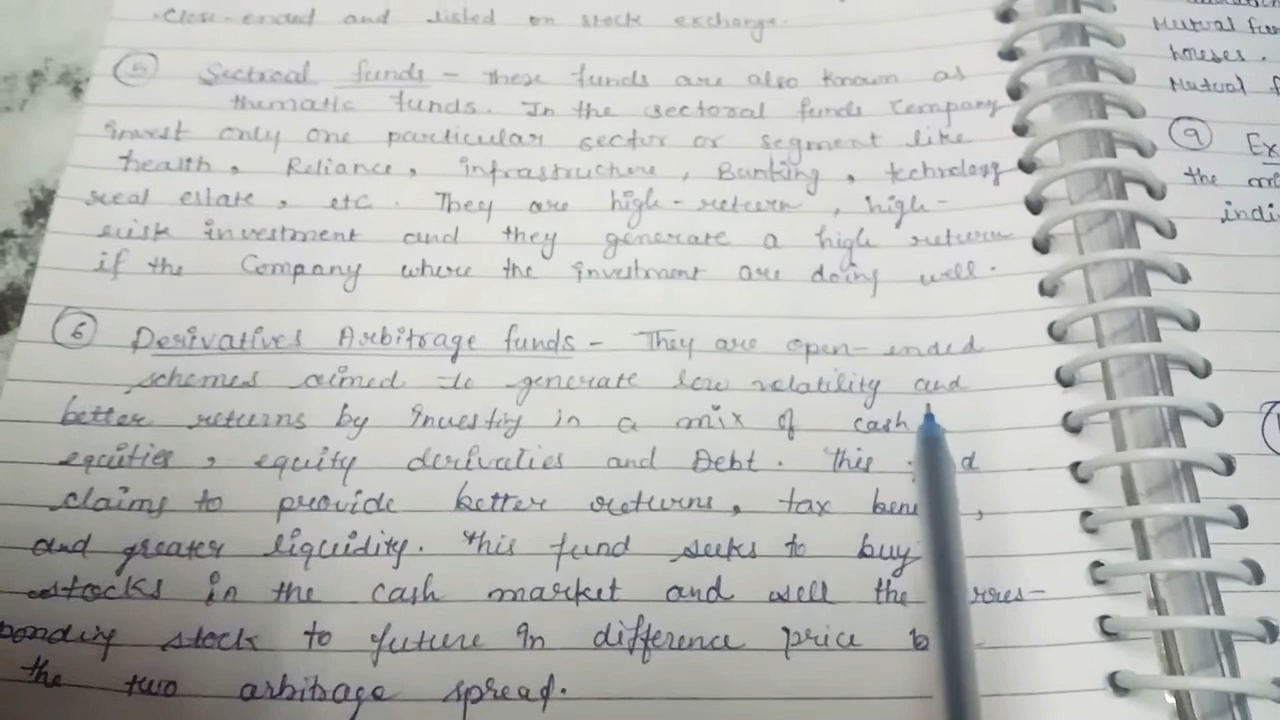 close-ended and listed on stock exchange.
⑤ Sectroal funds - These funds are also known as
thematic funds. In the sectoral funds Company
invest only one particular sector or segment like
health, Reliance, infrastructure, Banking, technology
real estate, etc. They are high-return, high-
risk investment and they generate a high return
if the Company where the investment are doing well.
⑥ Derivatives Arbitrage funds - They are open-ended
schemes aimed to generate low volatility and
better returns by investing in a mix of cash
equities, equity derivaties and Debt. This
claims to provide better returns, tax
and greater liquidity. This fund seeks to buy
stocks in the cash market and sell the
stock to future in difference price
the two arbitrage spread.
Mutual
houses.
Mutual
⑨
the